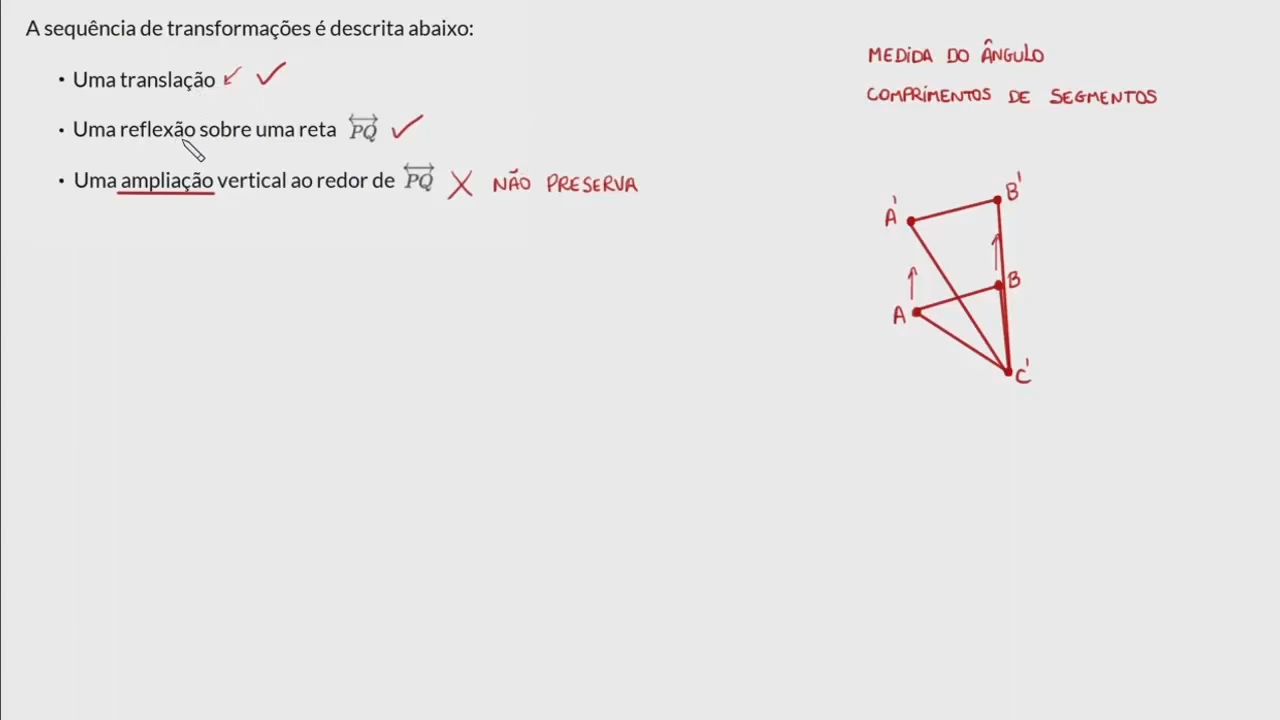 A sequência de transformações é descrita abaixo:
• Uma translação ✓
• Uma reflexão sobre uma reta PQ ✓
• Uma ampliação vertical ao redor de PQ X NÃO PRESERVA
MEDIDA DO ÂNGULO
COMPRIMENTOS DE SEGMENTOS
A'
B'
A
B
C'